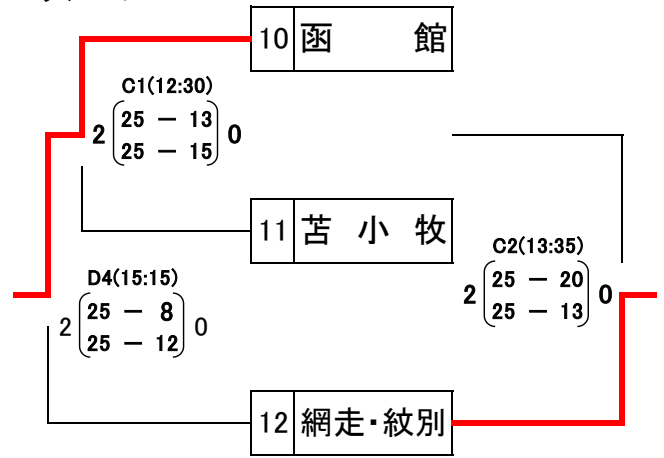 10 函 館
C1(12:30)
2 25 － 13 0
25 － 15
11 苫 小 牧
C2(13:35)
2 25 － 20 0
25 － 13
D4(15:15)
2 25 － 8 0
25 － 12
12 網走・紋別